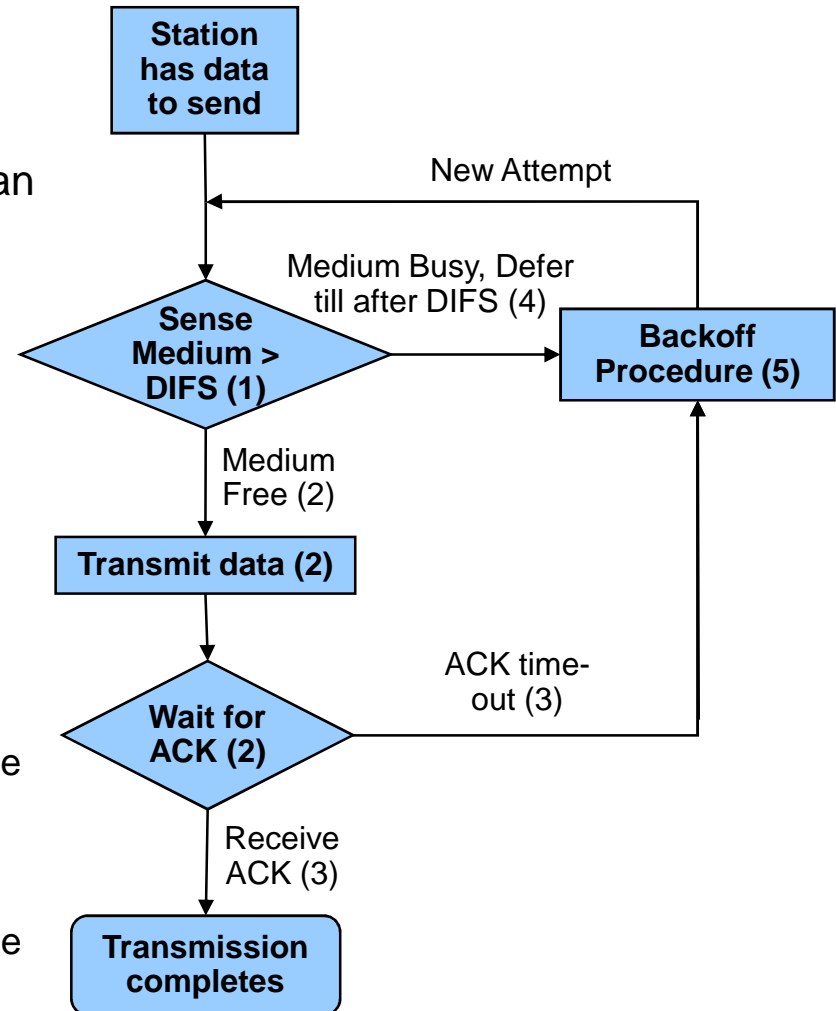 Station
has data
to send
an
New Attempt
Medium Busy, Defer
till after DIFS (4)
Sense
Medium >
DIFS (1)
Backoff
Procedure (5)
Medium
Free (2)
Transmit data (2)
ACK time-
out (3)
Wait for
ACK (2)
e
Receive
ACK (3)
e
Transmission
completes